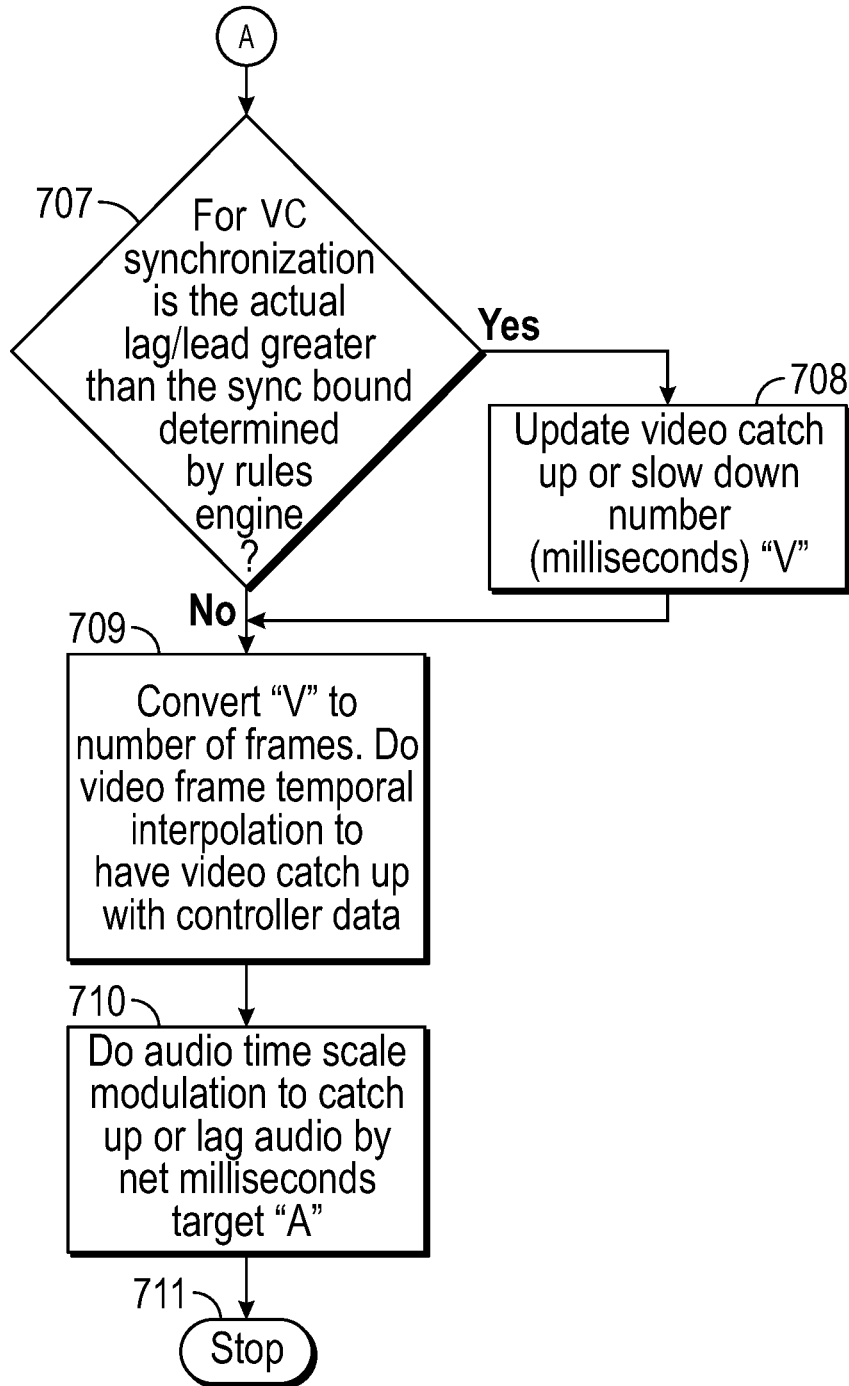 A
707
For VC
synchronization
is the actual
lag/lead greater
than the sync bound
determined
by rules
engine
?
Yes
708
Update video catch
up or slow down
number
(milliseconds) “V”
No
709
Convert “V” to
number of frames. Do
video frame temporal
interpolation to
have video catch up
with controller data
710
Do audio time scale
modulation to catch
up or lag audio by
net milliseconds
target “A”
711
Stop